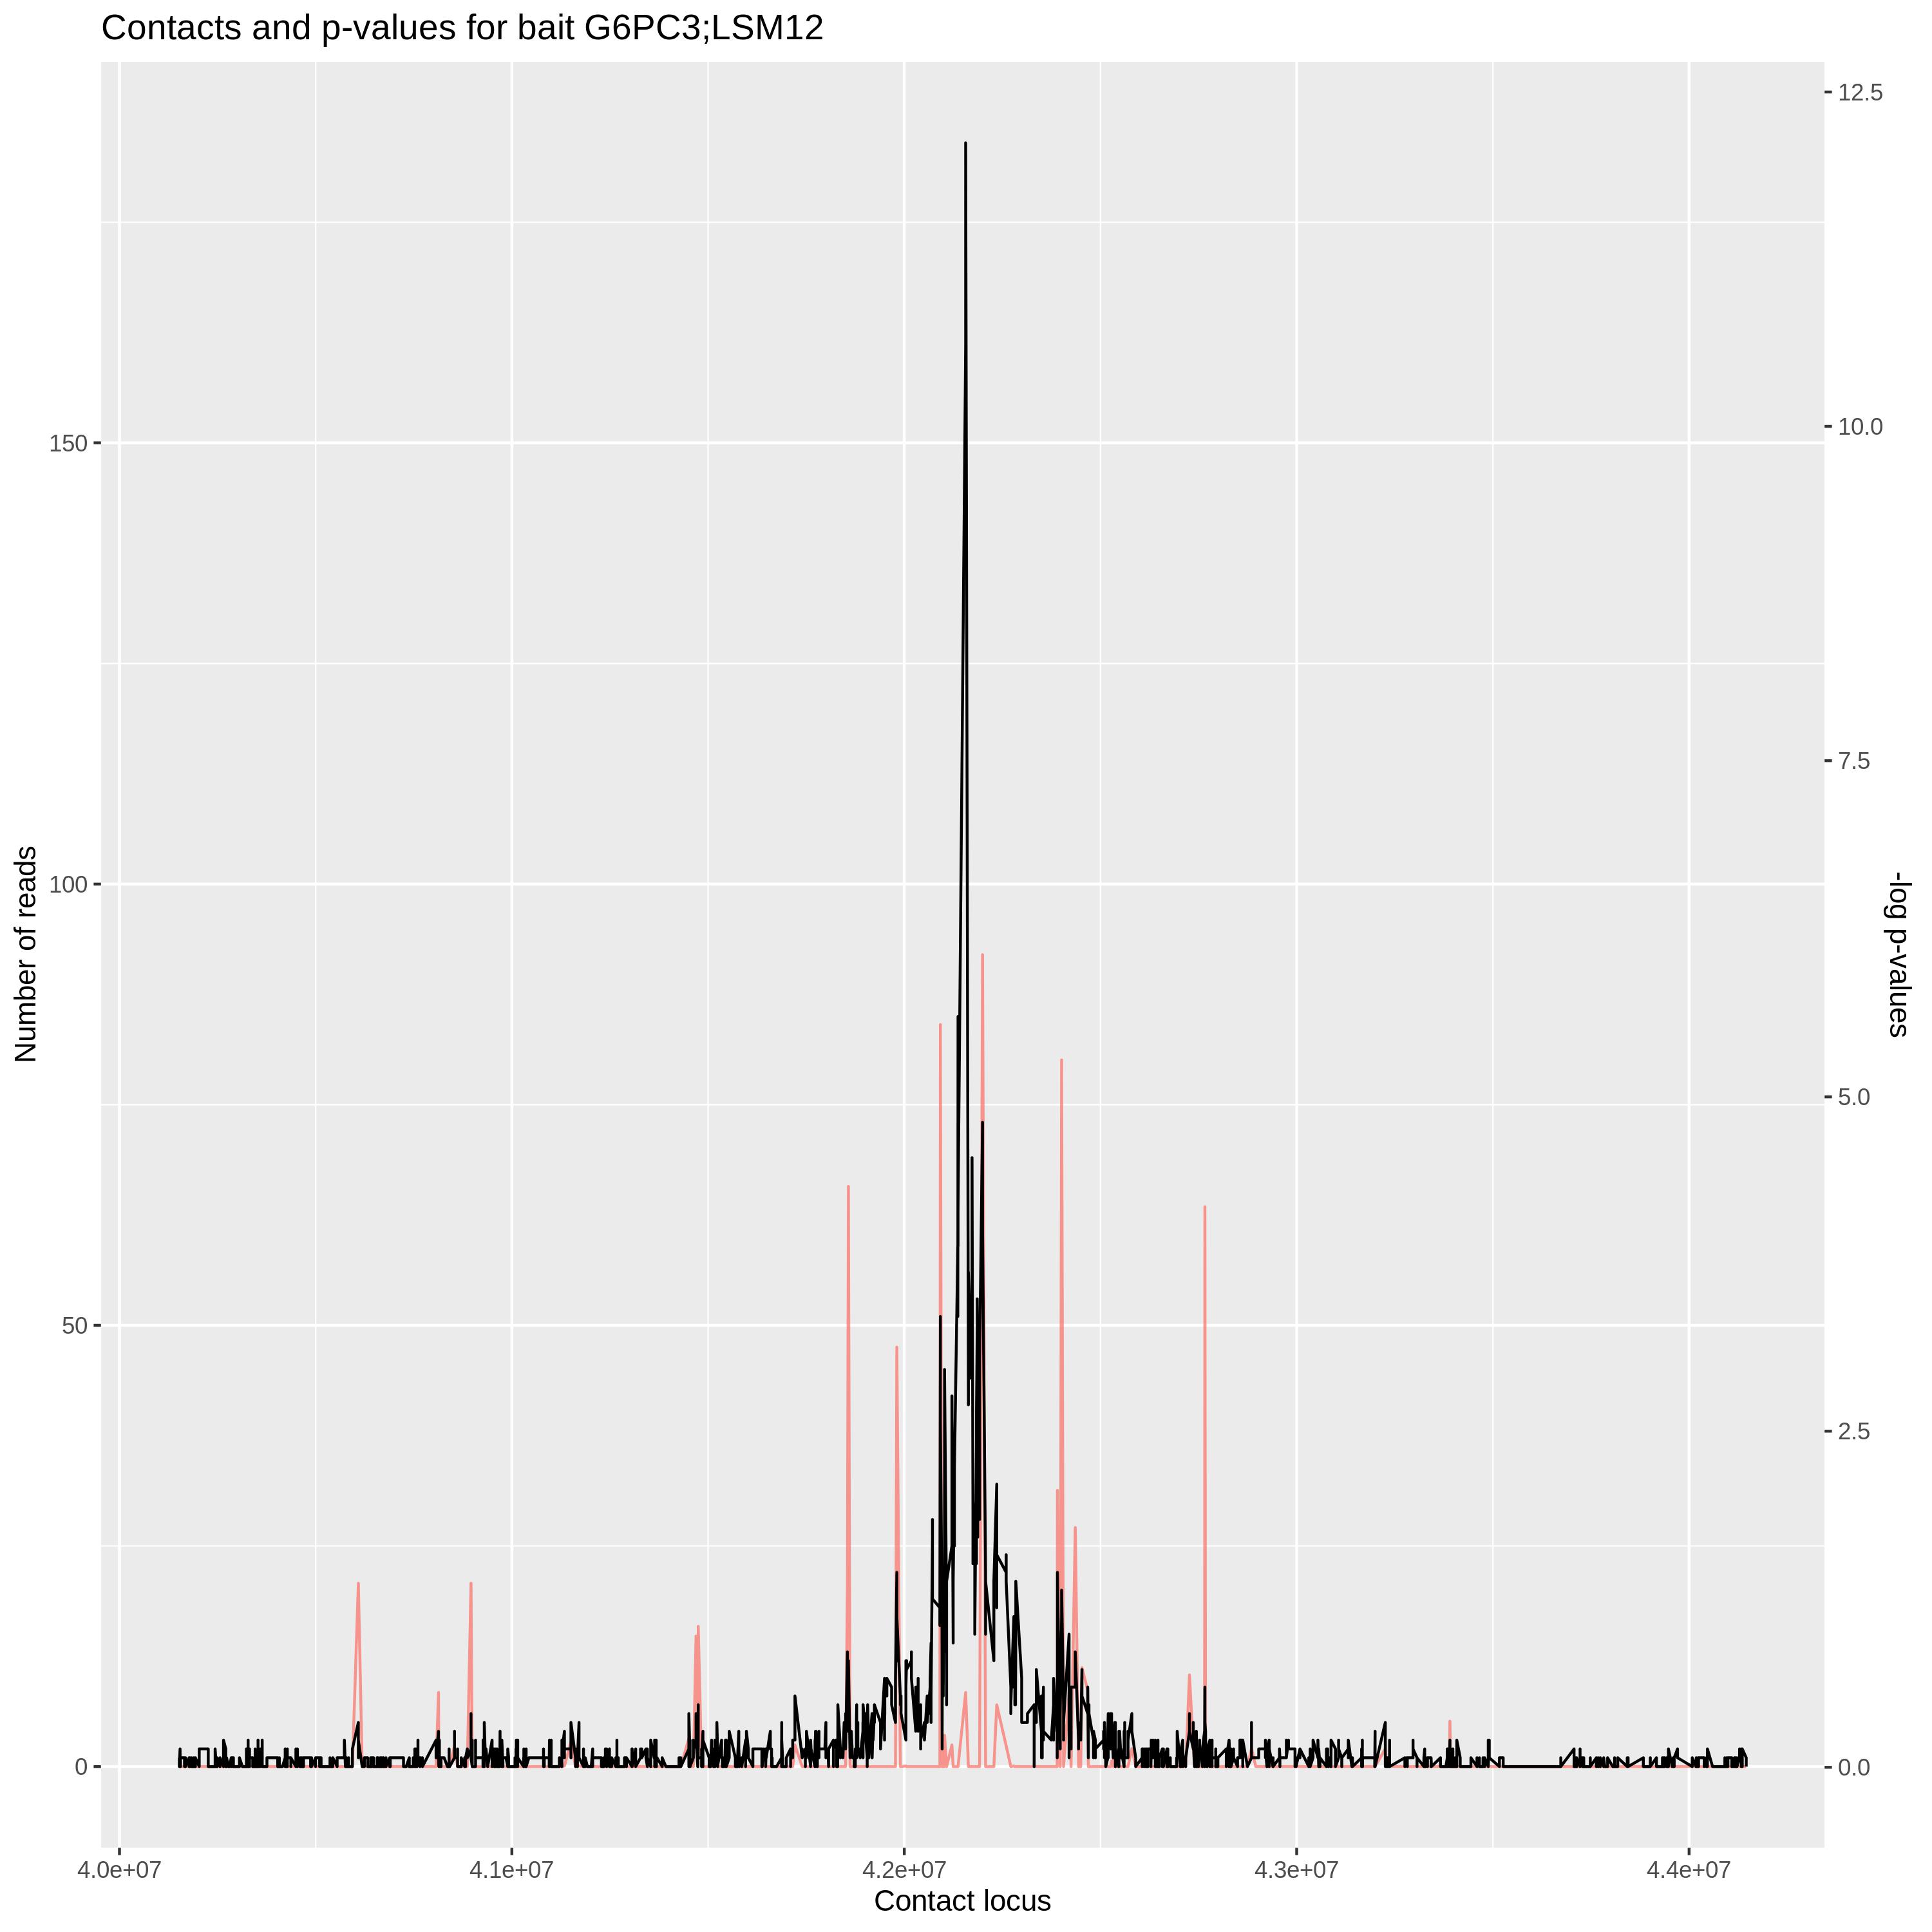 Contacts and p-values for bait G6PC3;LSM12
12.5
150
10.0
7.5
Number of reads
100
-log p-values
5.0
50
2.5
0
0.0
4.0e+07
4.1e+07
4.2e+07
4.3e+07
4.4e+07
Contact locus